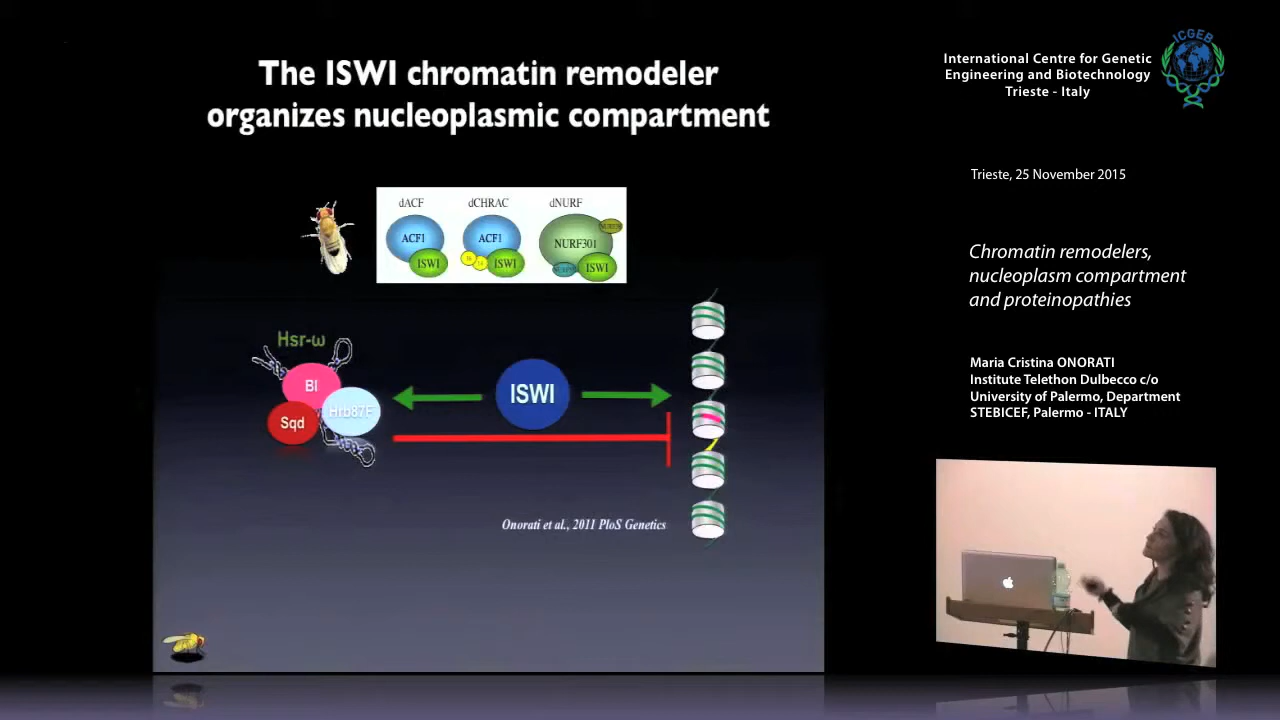 The ISWI chromatin remodeler
organizes nucleoplasmic compartment
dACF
dCHRAC
dNURF
ACF1
ISWI
ACF1
ISWI
NURF301
ISWI
Hsr-ω
Bl
Hrb87F
Sqd
ISWI
Onorati et al., 2011 PloS Genetics
ICGEB
International Centre for Genetic
Engineering and Biotechnology
Trieste - Italy
Trieste, 25 November 2015
Chromatin remodelers,
nucleoplasm compartment
and proteinopathies
Maria Cristina ONORATI
Institute Telethon Dulbecco c/o
University of Palermo, Department
STEBICEF, Palermo - ITALY